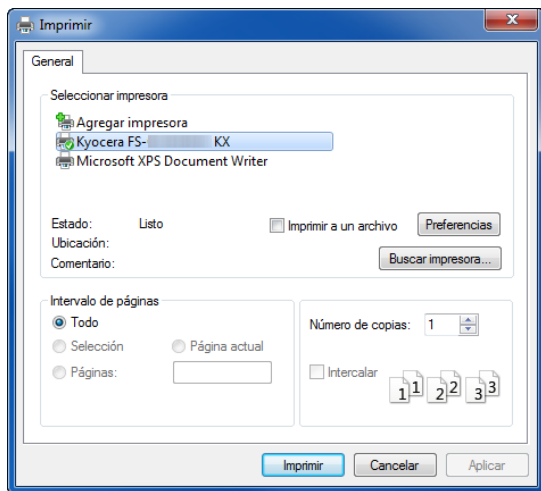 Imprimir
General
Seleccionar impresora
Agregar impresora
Kyocera FS- KX
Microsoft XPS Document Writer
Estado: Listo
Imprimir a un archivo Preferencias
Ubicación:
Comentario:
Buscar impresora...
Intervalo de páginas
Todo
Selección Página actual
Páginas:
Número de copias: 1
Intercalar
1 1 2 2 3 3
Imprimir Cancelar Aplicar